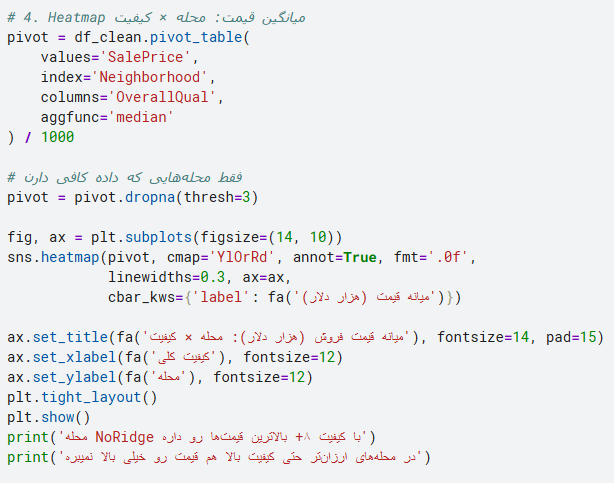 # 4. Heatmap میانگین قیمت: محله × کیفیت
pivot = df_clean.pivot_table(
    values='SalePrice',
    index='Neighborhood',
    columns='OverallQual',
    aggfunc='median'
) / 1000
# فقط محله‌هایی که داده کافی دارن
pivot = pivot.dropna(thresh=3)
fig, ax = plt.subplots(figsize=(14, 10))
sns.heatmap(pivot, cmap='YlOrRd', annot=True, fmt='.0f',
            linewidths=0.3, ax=ax,
            cbar_kws={'label': fa('میانه قیمت (هزار دلار)')})
ax.set_title(fa('میانه قیمت فروش (هزار دلار): محله × کیفیت'), fontsize=14, pad=15)
ax.set_xlabel(fa('کیفیت کلی'), fontsize=12)
ax.set_ylabel(fa('محله'), fontsize=12)
plt.tight_layout()
plt.show()
print('محله NoRidge با کیفیت ۸+ بالاترین قیمت‌ها رو داره')
print('در محله‌های ارزان‌تر حتی کیفیت بالا هم قیمت رو خیلی بالا نمیبره')